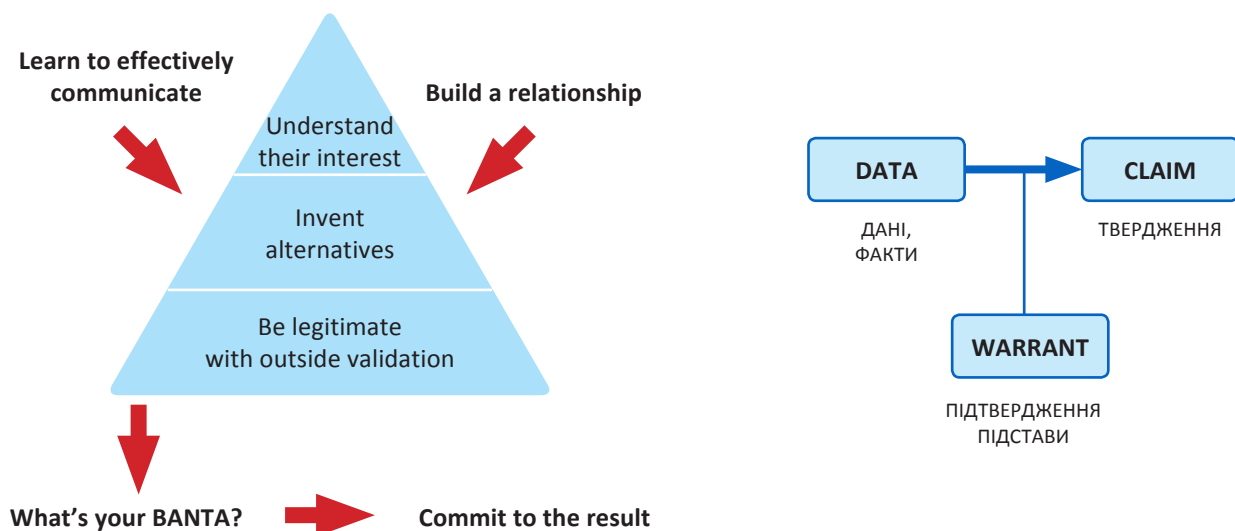 Learn to effectively
communicate
Build a relationship
Understand
their interest
Invent
alternatives
Be legitimate
with outside validation
What’s your BANTA?
Commit to the result
DATA
CLAIM
ДАНІ,
ФАКТИ
ТВЕРДЖЕННЯ
WARRANT
ПІДТВЕРДЖЕННЯ
ПІДСТАВИ